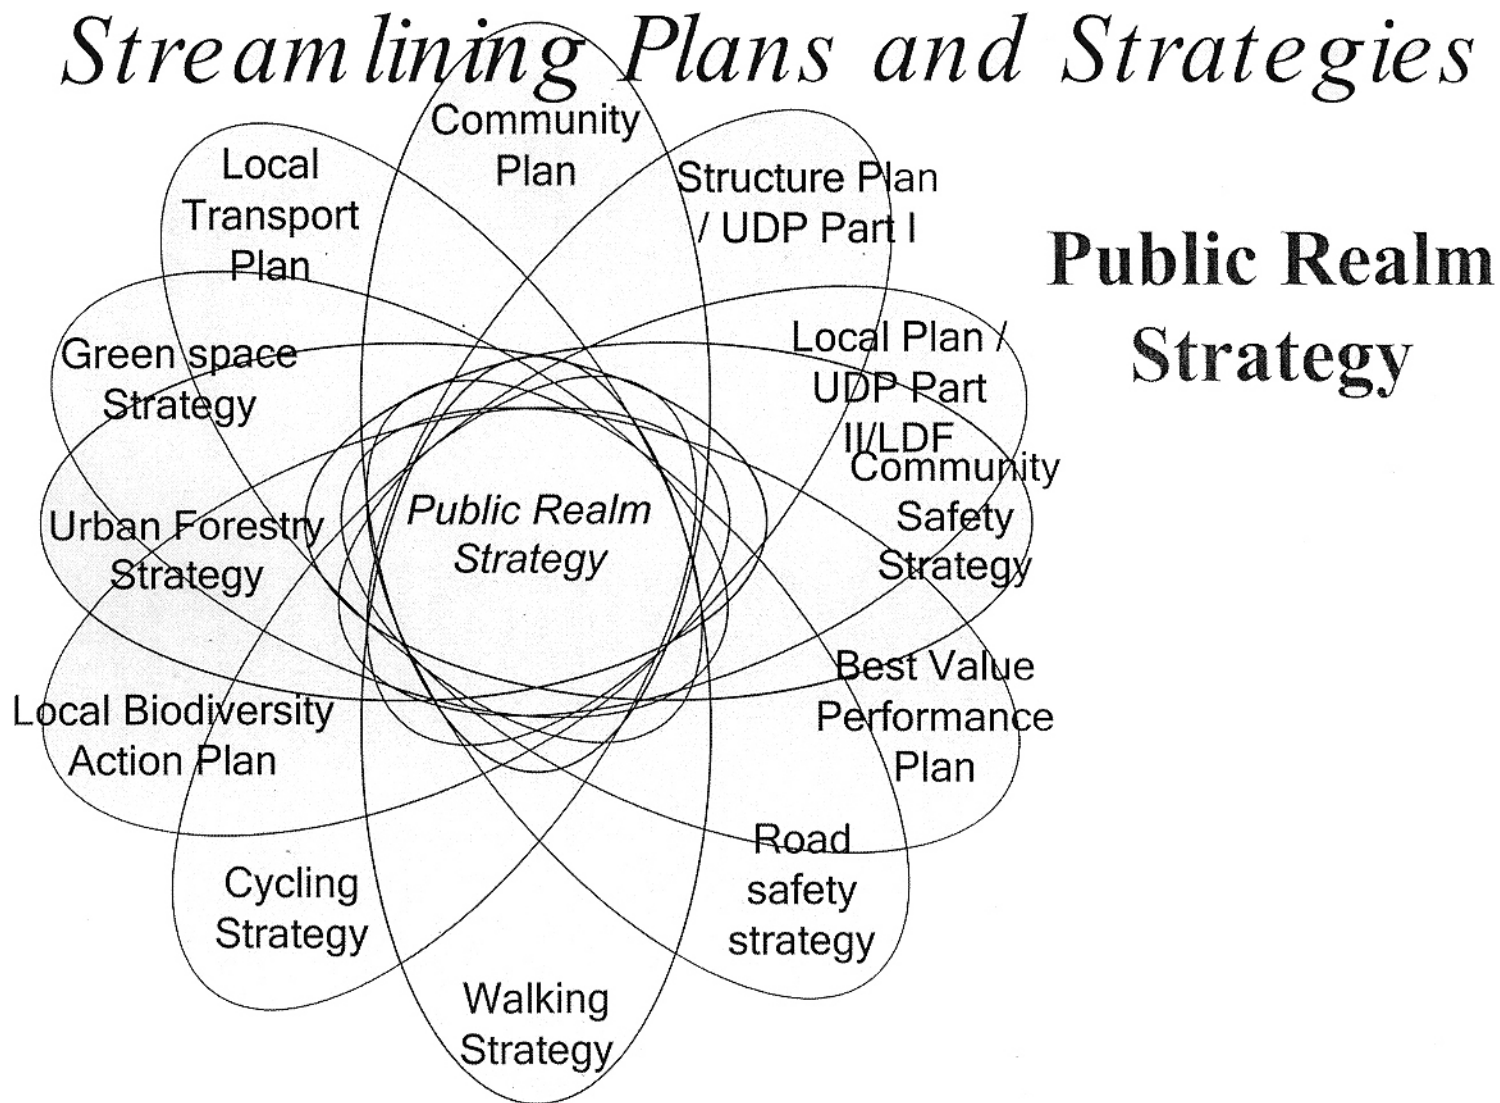 Streamlining Plans and Strategies
Community
Plan
Structure Plan
/ UDP Part I
Public Realm
Strategy
Local Plan /
UDP Part
II/LDF
Community
Safety
Strategy
Best Value
Performance
Plan
Road
safety
strategy
Walking
Strategy
Cycling
Strategy
Local Biodiversity
Action Plan
Urban Forestry
Strategy
Green space
Strategy
Local
Transport
Plan
Public Realm
Strategy